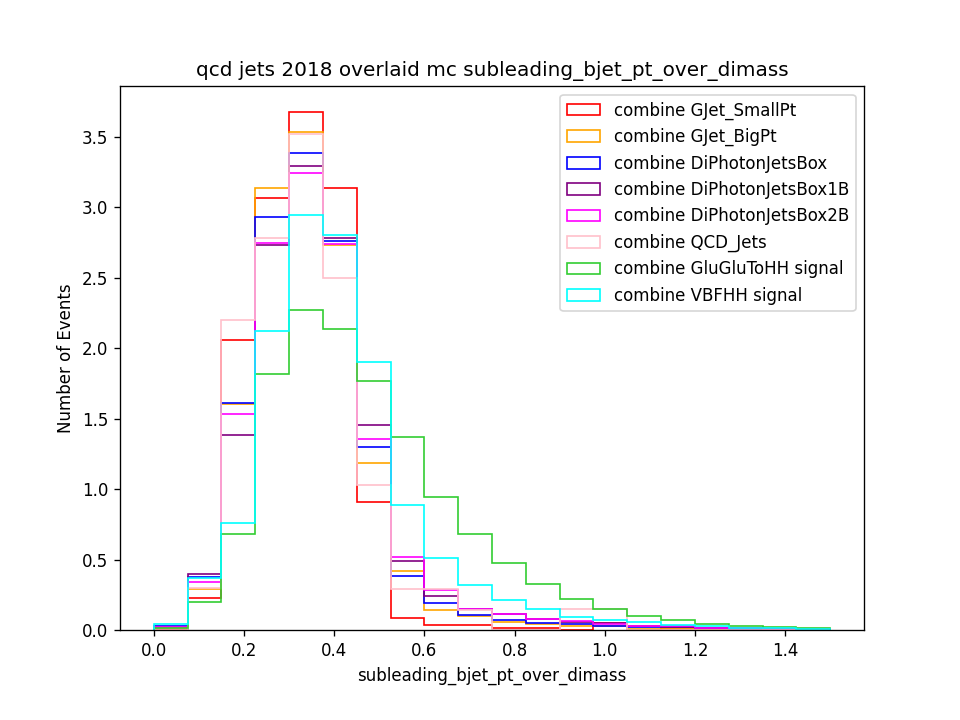 qcd jets 2018 overlaid mc subleading_bjet_pt_over_dimass
combine GJet_SmallPt
combine GJet_BigPt
combine DiPhotonJetsBox
combine DiPhotonJetsBox1B
combine DiPhotonJetsBox2B
combine QCD_Jets
combine GluGluToHH signal
combine VBFHH signal
Number of Events
3.5
3.0
2.5
2.0
1.5
1.0
0.5
0.0
0.0 0.2 0.4 0.6 0.8 1.0 1.2 1.4
subleading_bjet_pt_over_dimass